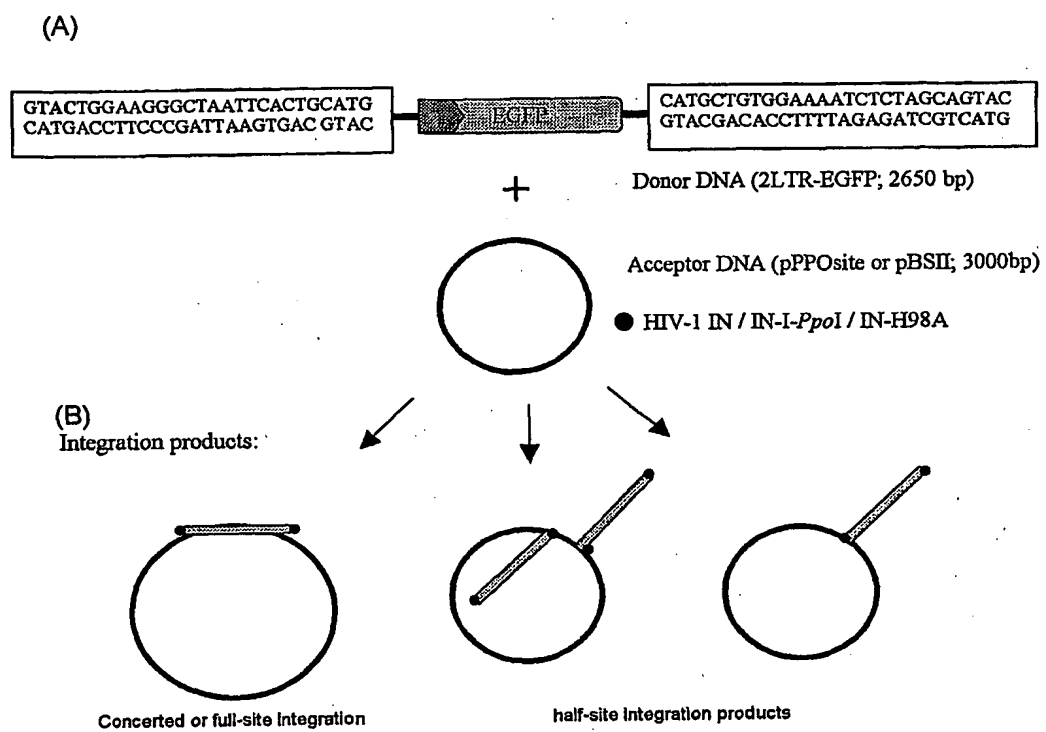 (A)
GTACTGGAAGGGCTAATTCACTGCATG
CATGACCTTCCCGATTAAGTGAC GTAC
EGFP
CATGCTGTGGAAAATCTCTAGCAGTAC
GTACGACACCTTTTAGAGATCGTCATG
+
Donor DNA (2LTR-EGFP; 2650 bp)
Acceptor DNA (pPPOsite or pBSII; 3000bp)
HIV-1 IN / IN-I-PpoI / IN-H98A
(B)
Integration products:
Concerted or full-site integration
half-site integration products